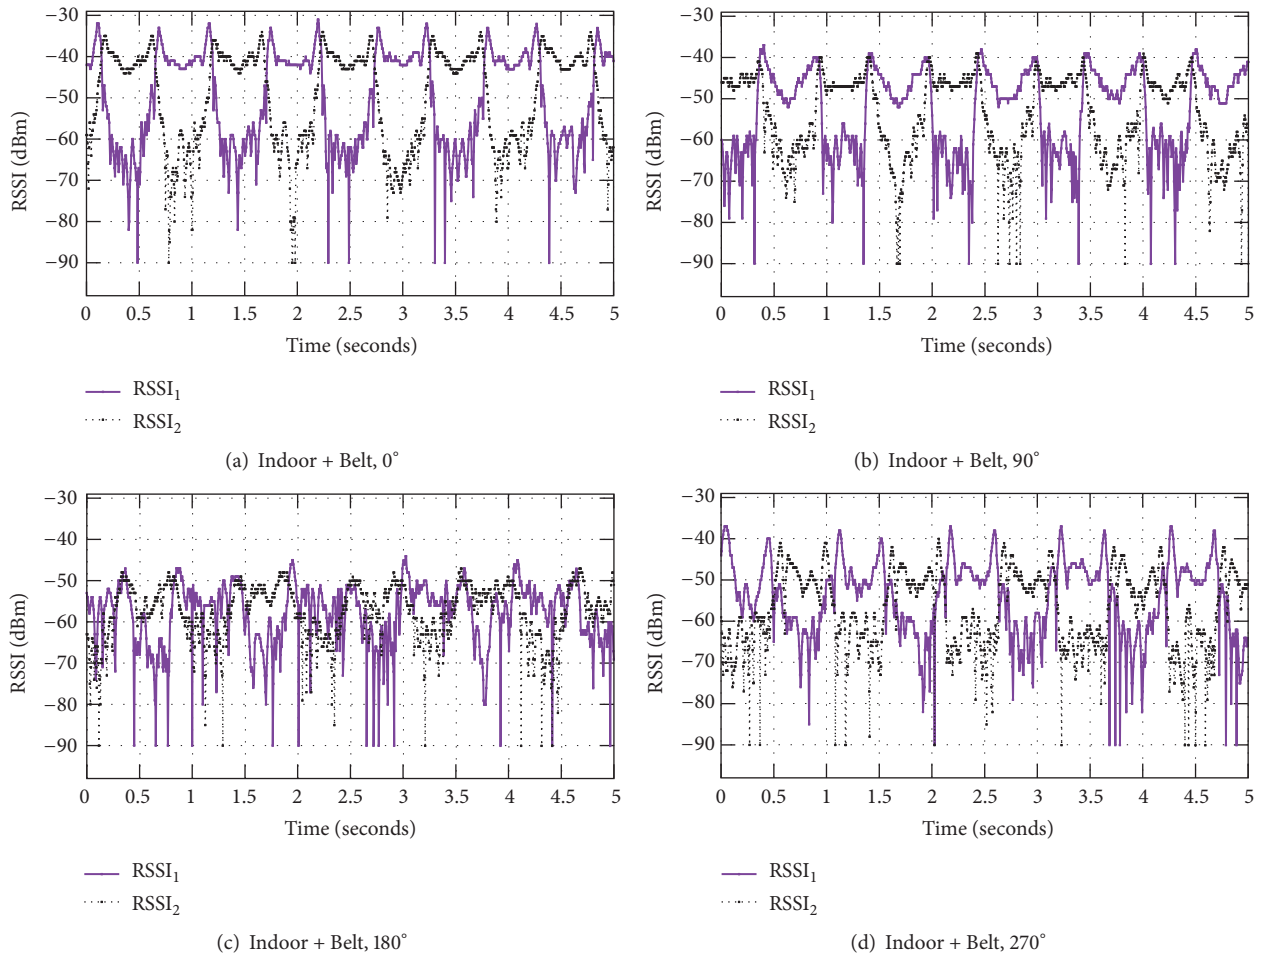 −30
−40
−50
−60
−70
−80
−90
RSSI (dBm)
0 0.5 1 1.5 2 2.5 3 3.5 4 4.5 5
Time (seconds)
RSSI1
RSSI2
(a) Indoor + Belt, 0°
−30
−40
−50
−60
−70
−80
−90
RSSI (dBm)
0 0.5 1 1.5 2 2.5 3 3.5 4 4.5 5
Time (seconds)
RSSI1
RSSI2
(b) Indoor + Belt, 90°
−30
−40
−50
−60
−70
−80
−90
RSSI (dBm)
0 0.5 1 1.5 2 2.5 3 3.5 4 4.5 5
Time (seconds)
RSSI1
RSSI2
(c) Indoor + Belt, 180°
−30
−40
−50
−60
−70
−80
−90
RSSI (dBm)
0 0.5 1 1.5 2 2.5 3 3.5 4 4.5 5
Time (seconds)
RSSI1
RSSI2
(d) Indoor + Belt, 270°